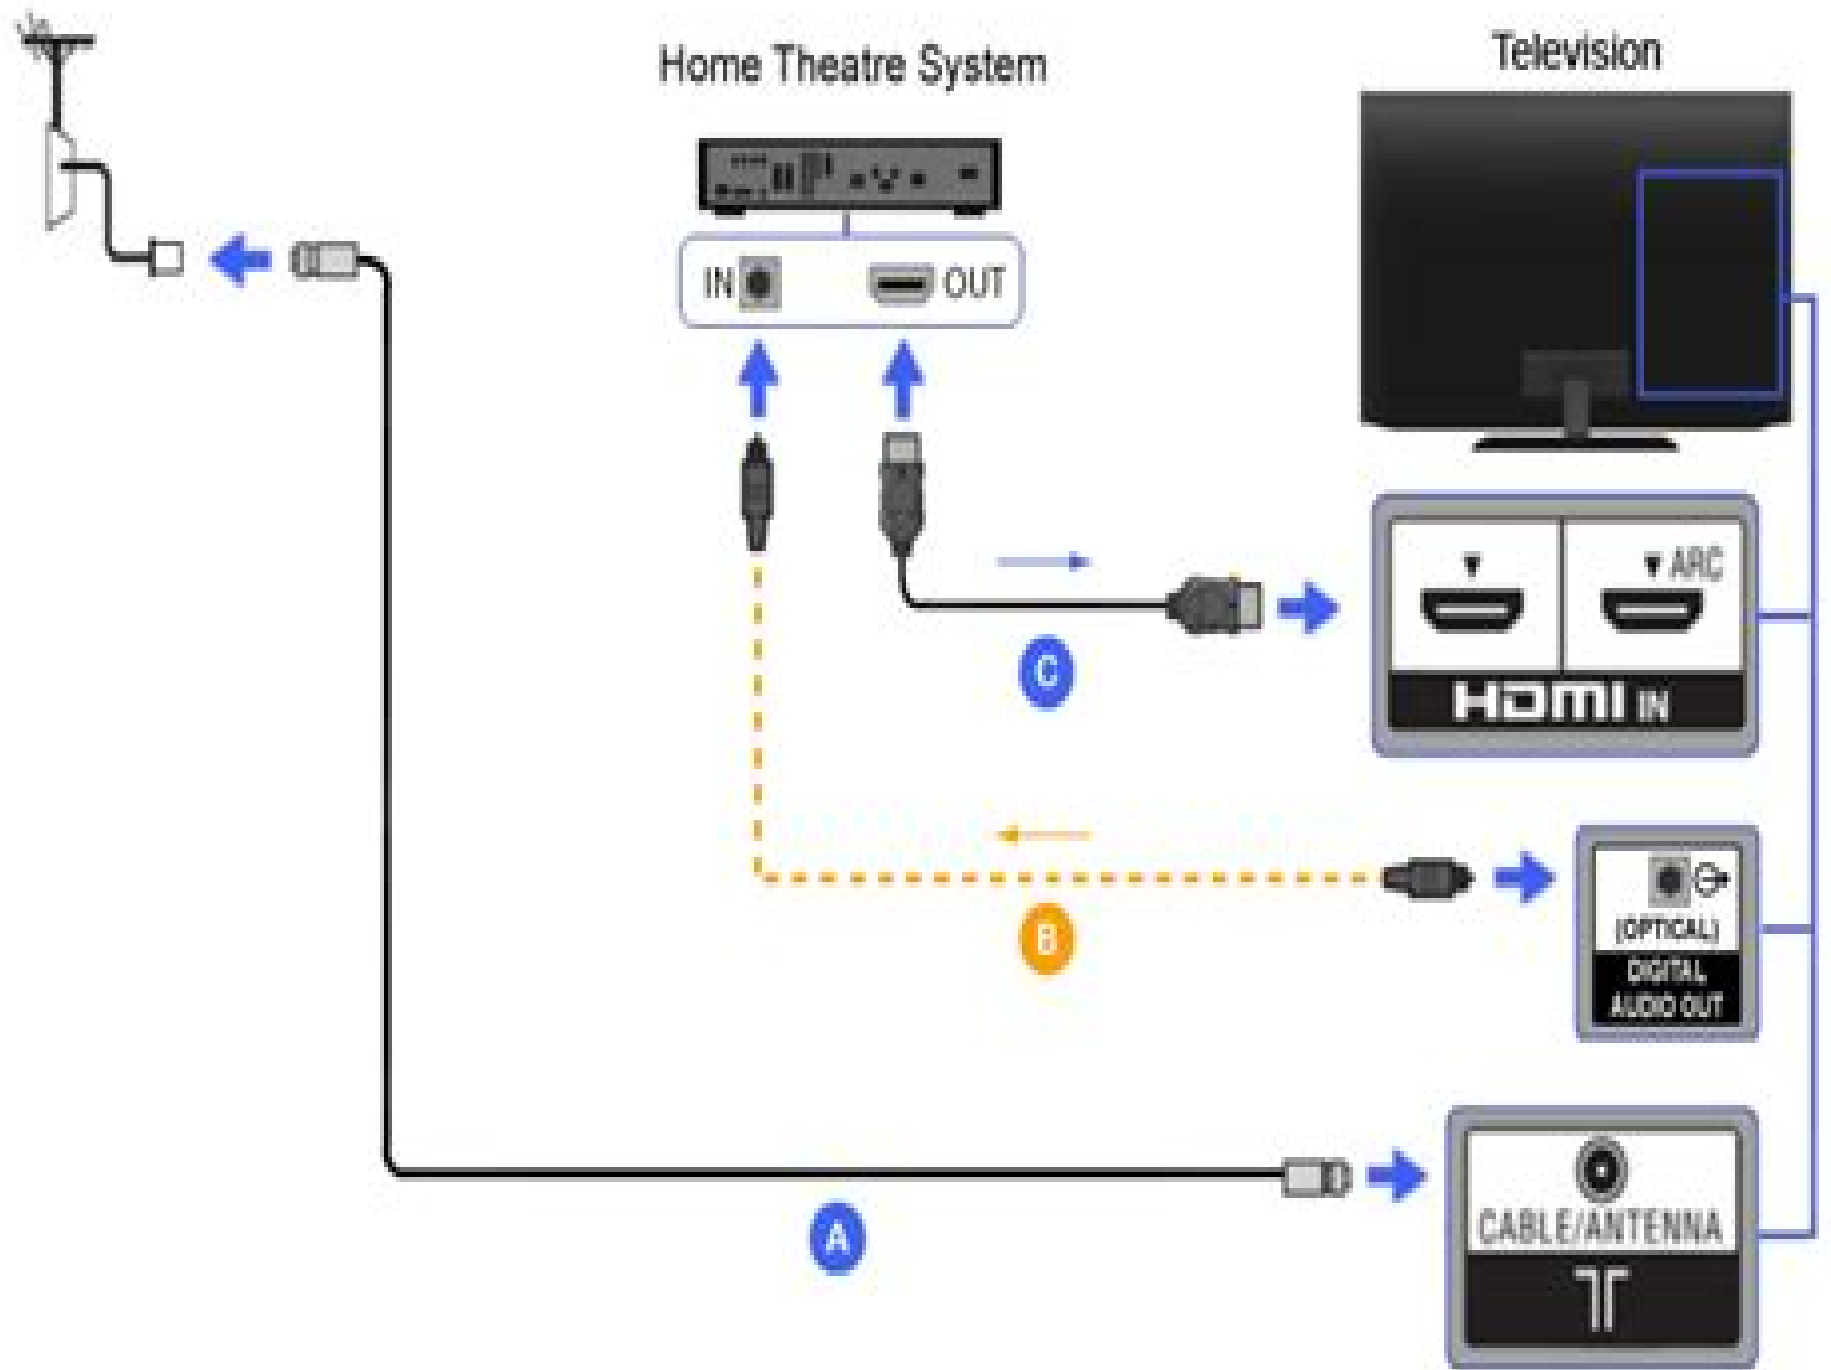 Home Theatre System
Television
IN
OUT
ARC
HDMI IN
C
(OPTICAL)
DIGITAL
AUDIO OUT
B
CABLE/ANTENNA
A